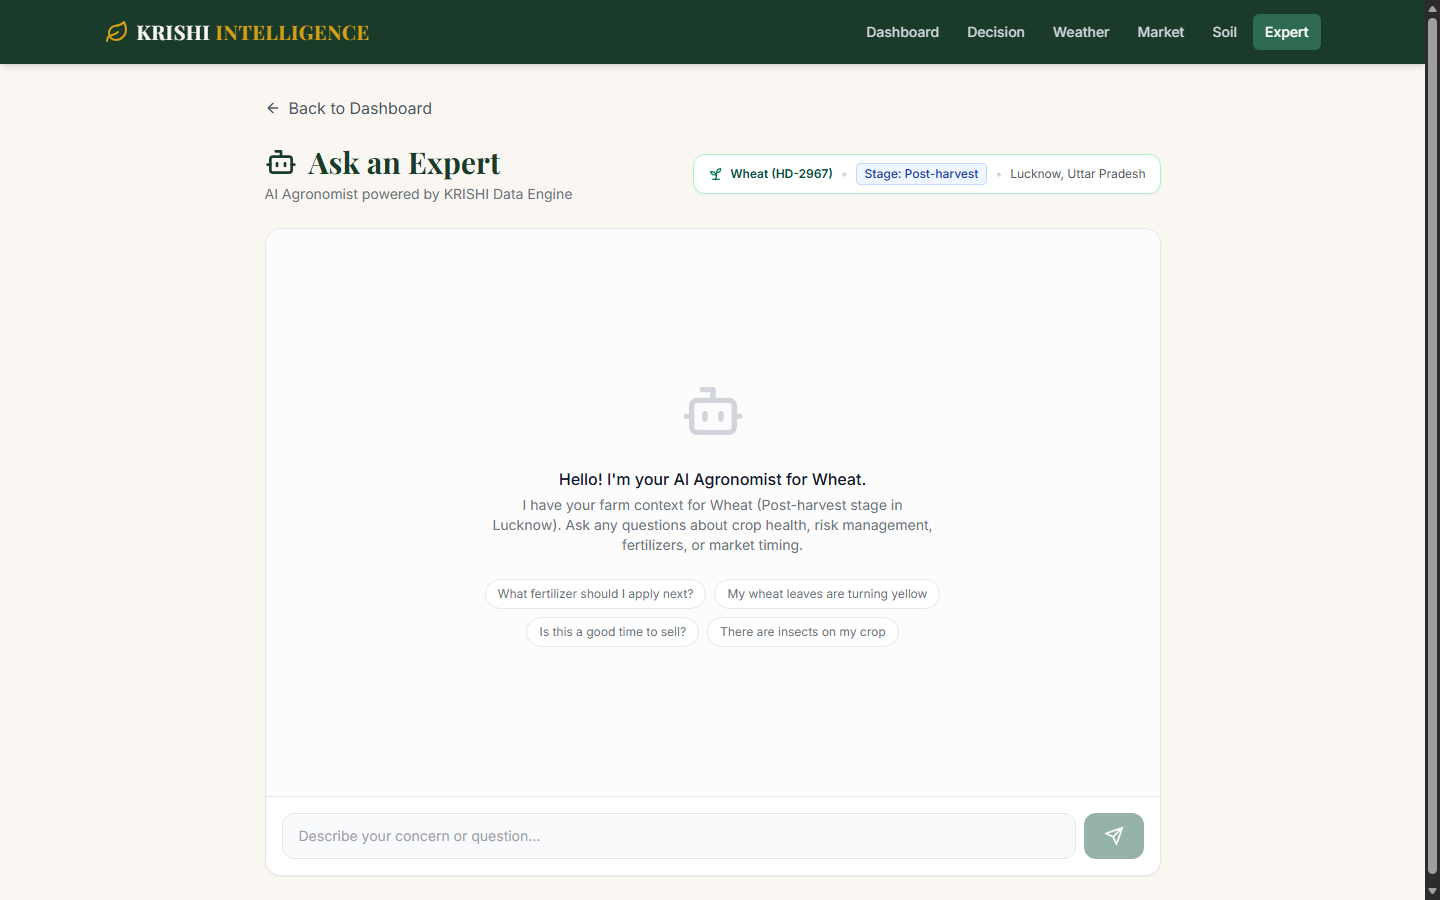 KRISHI INTELLIGENCE
Dashboard Decision Weather Market Soil Expert
Back to Dashboard
Ask an Expert
AI Agronomist powered by KRISHI Data Engine
Wheat (HD-2967) • Stage: Post-harvest • Lucknow, Uttar Pradesh
Hello! I'm your AI Agronomist for Wheat.
I have your farm context for Wheat (Post-harvest stage in
Lucknow). Ask any questions about crop health, risk management,
fertilizers, or market timing.
What fertilizer should I apply next? My wheat leaves are turning yellow
Is this a good time to sell? There are insects on my crop
Describe your concern or question...